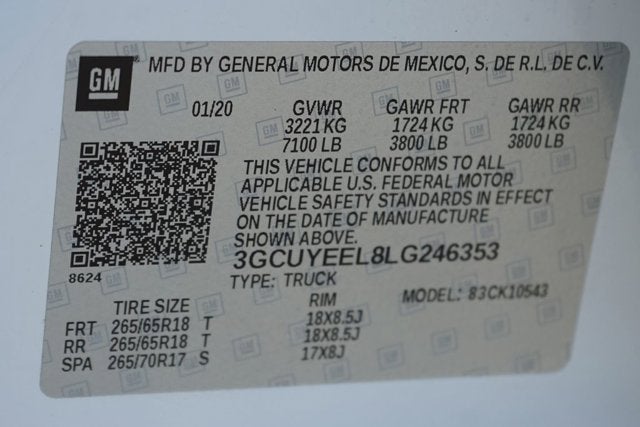 GM
MFD BY GENERAL MOTORS DE MEXICO, S. DE R.L. DE C.V.
01/20 GVWR GAWR FRT GAWR RR
3221 KG 1724 KG 1724 KG
7100 LB 3800 LB 3800 LB
THIS VEHICLE CONFORMS TO ALL
APPLICABLE U.S. FEDERAL MOTOR
VEHICLE SAFETY STANDARDS IN EFFECT
ON THE DATE OF MANUFACTURE
SHOWN ABOVE.
8624
3GCUYEEL8LG246353
TYPE: TRUCK
MODEL: 83CK10543
TIRE SIZE RIM
FRT 265/65R18 T 18X8.5J
RR 265/65R18 T 18X8.5J
SPA 265/70R17 S 17X8J